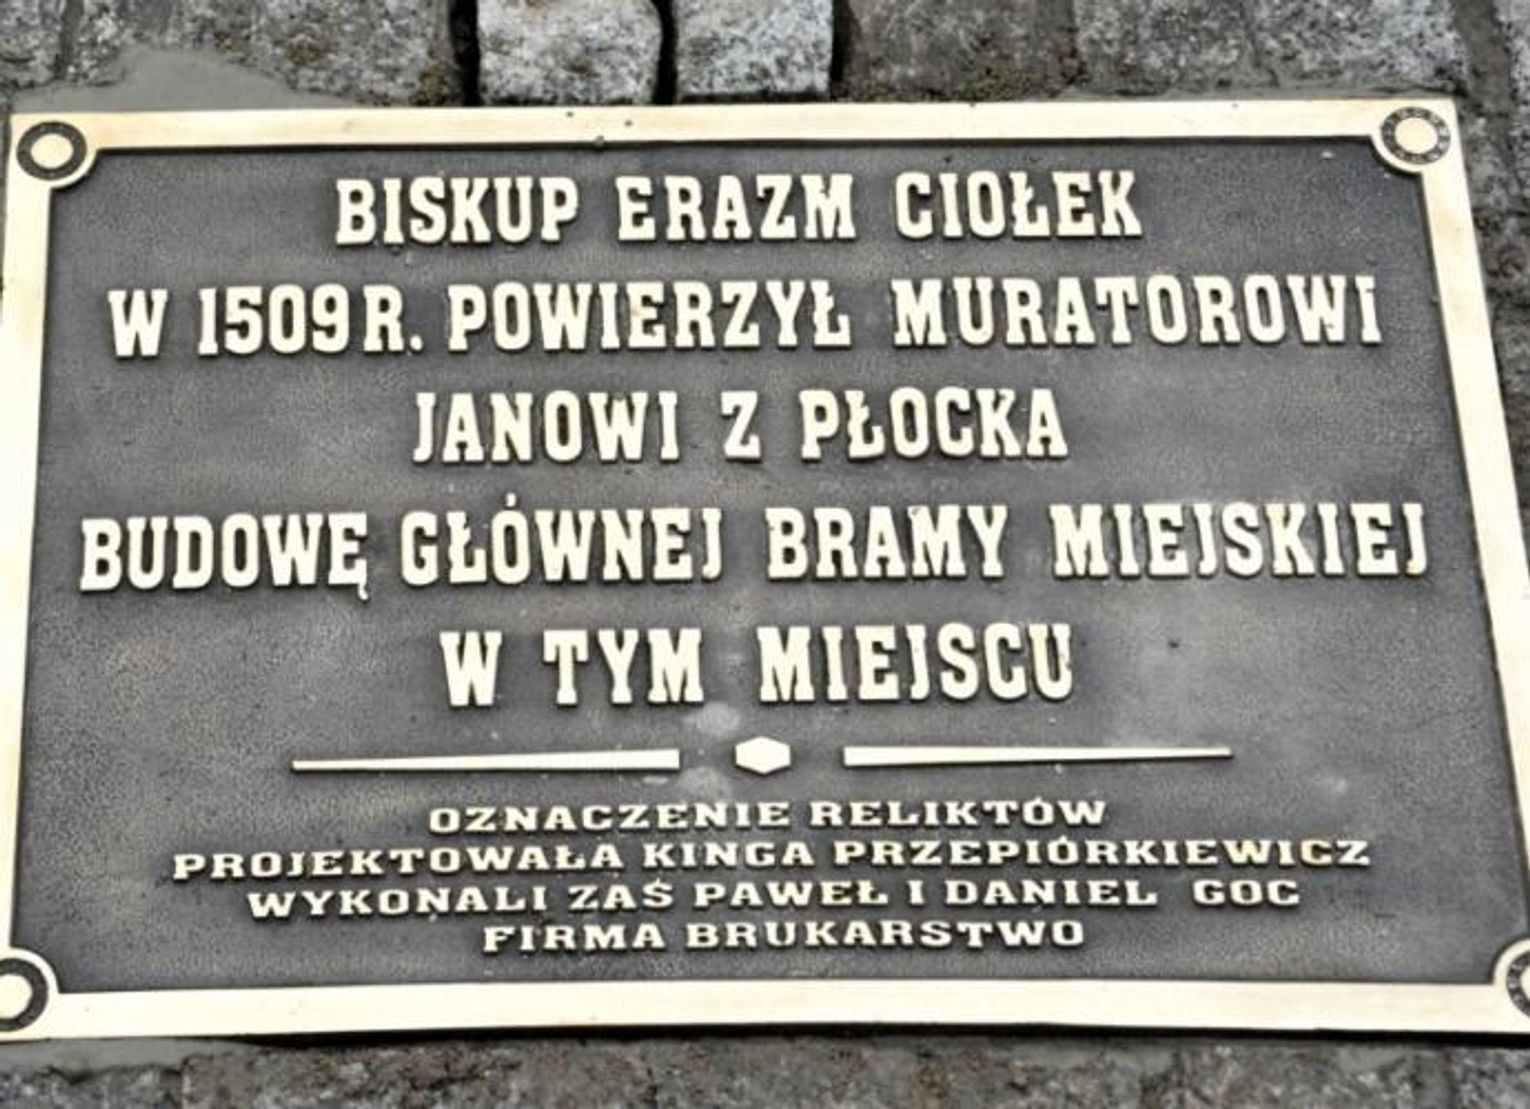 BISKUP ERAZM CIOŁEK
W 1509 R. POWIERZYŁ MURATOROWI
JANOWI Z PŁOCKA
BUDOWĘ GŁÓWNEJ BRAMY MIEJSKIEJ
W TYM MIEJSCU
OZNACZENIE RELIKTÓW
PROJEKTOWAŁA KINGA PRZEPIÓRKIEWICZ
WYKONALI ZAŚ PAWEŁ I DANIEL GOC
FIRMA BRUKARSTWO